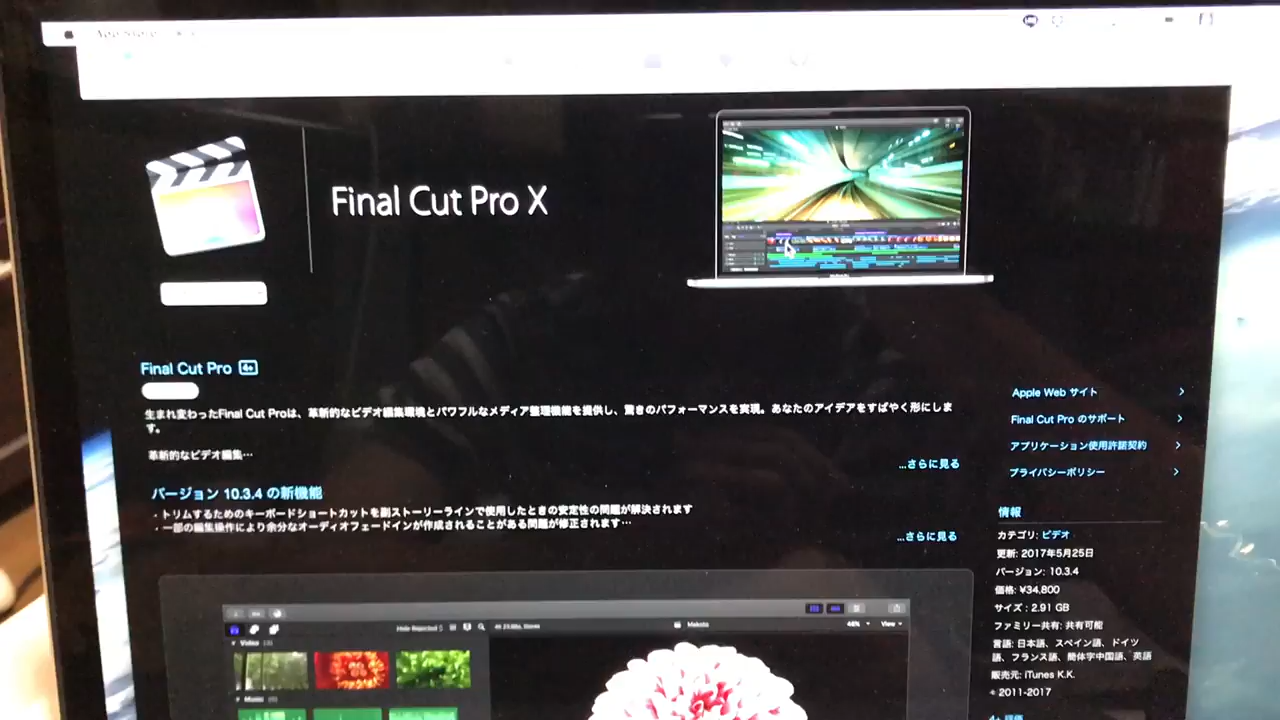 App Store
LINE
Final Cut Pro X
Final Cut Pro 4+
生まれ変わったFinal Cut Proは、革新的なビデオ編集環境とパワフルなメディア整理機能を提供し、驚きのパフォーマンスを実現。あなたのアイデアをすばやく形にしま
す。
革新的なビデオ編集…
...さらに見る
バージョン 10.3.4 の新機能
・トリムするためのキーボードショートカットを副ストーリーラインで使用したときの安定性の問題が解決されます
・一部の編集操作により余分なオーディオフェードインが作成されることがある問題が修正されます…
...さらに見る
Apple Web サイト
Final Cut Pro のサポート
アプリケーション使用許諾契約
プライバシーポリシー
情報
カテゴリ: ビデオ
更新: 2017年5月25日
バージョン: 10.3.4
価格: ¥34,800
サイズ: 2.91 GB
ファミリー共有: 共有可能
言語: 日本語、スペイン語、ドイツ
語、フランス語、簡体字中国語、英語
販売元: iTunes K.K.
© 2011-2017
4+ 評価
Hide Rejected
Makoto
48%
View
Video
Music